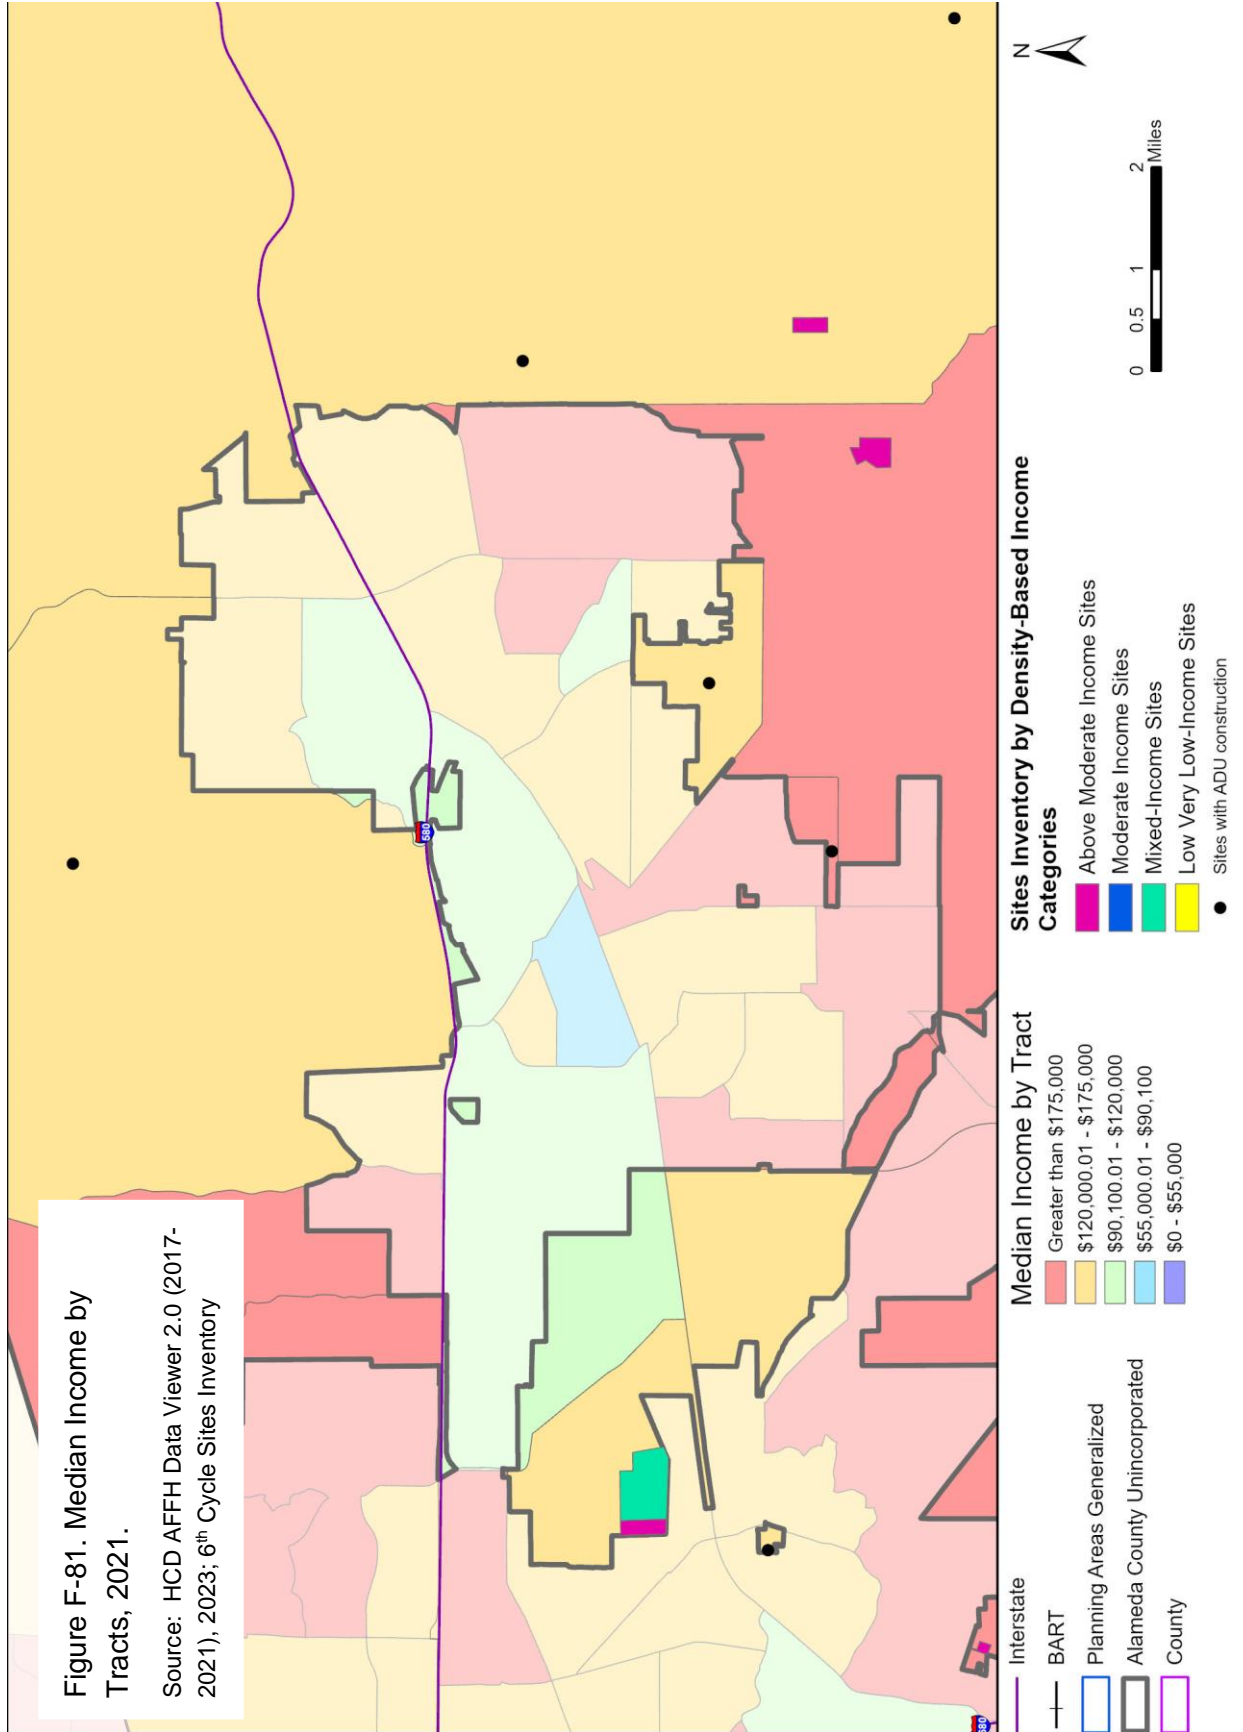 Figure F-81. Median Income by
Tracts, 2021.
Source: HCD AFFH Data Viewer 2.0 (2017-
2021), 2023; 6th Cycle Sites Inventory
580
580
Interstate
BART
Planning Areas Generalized
Alameda County Unincorporated
County
Median Income by Tract
Greater than $175,000
$120,000.01 - $175,000
$90,100.01 - $120,000
$55,000.01 - $90,100
$0 - $55,000
Sites Inventory by Density-Based Income
Categories
Above Moderate Income Sites
Moderate Income Sites
Mixed-Income Sites
Low Very Low-Income Sites
Sites with ADU construction
0 0.5 1 2
Miles
N